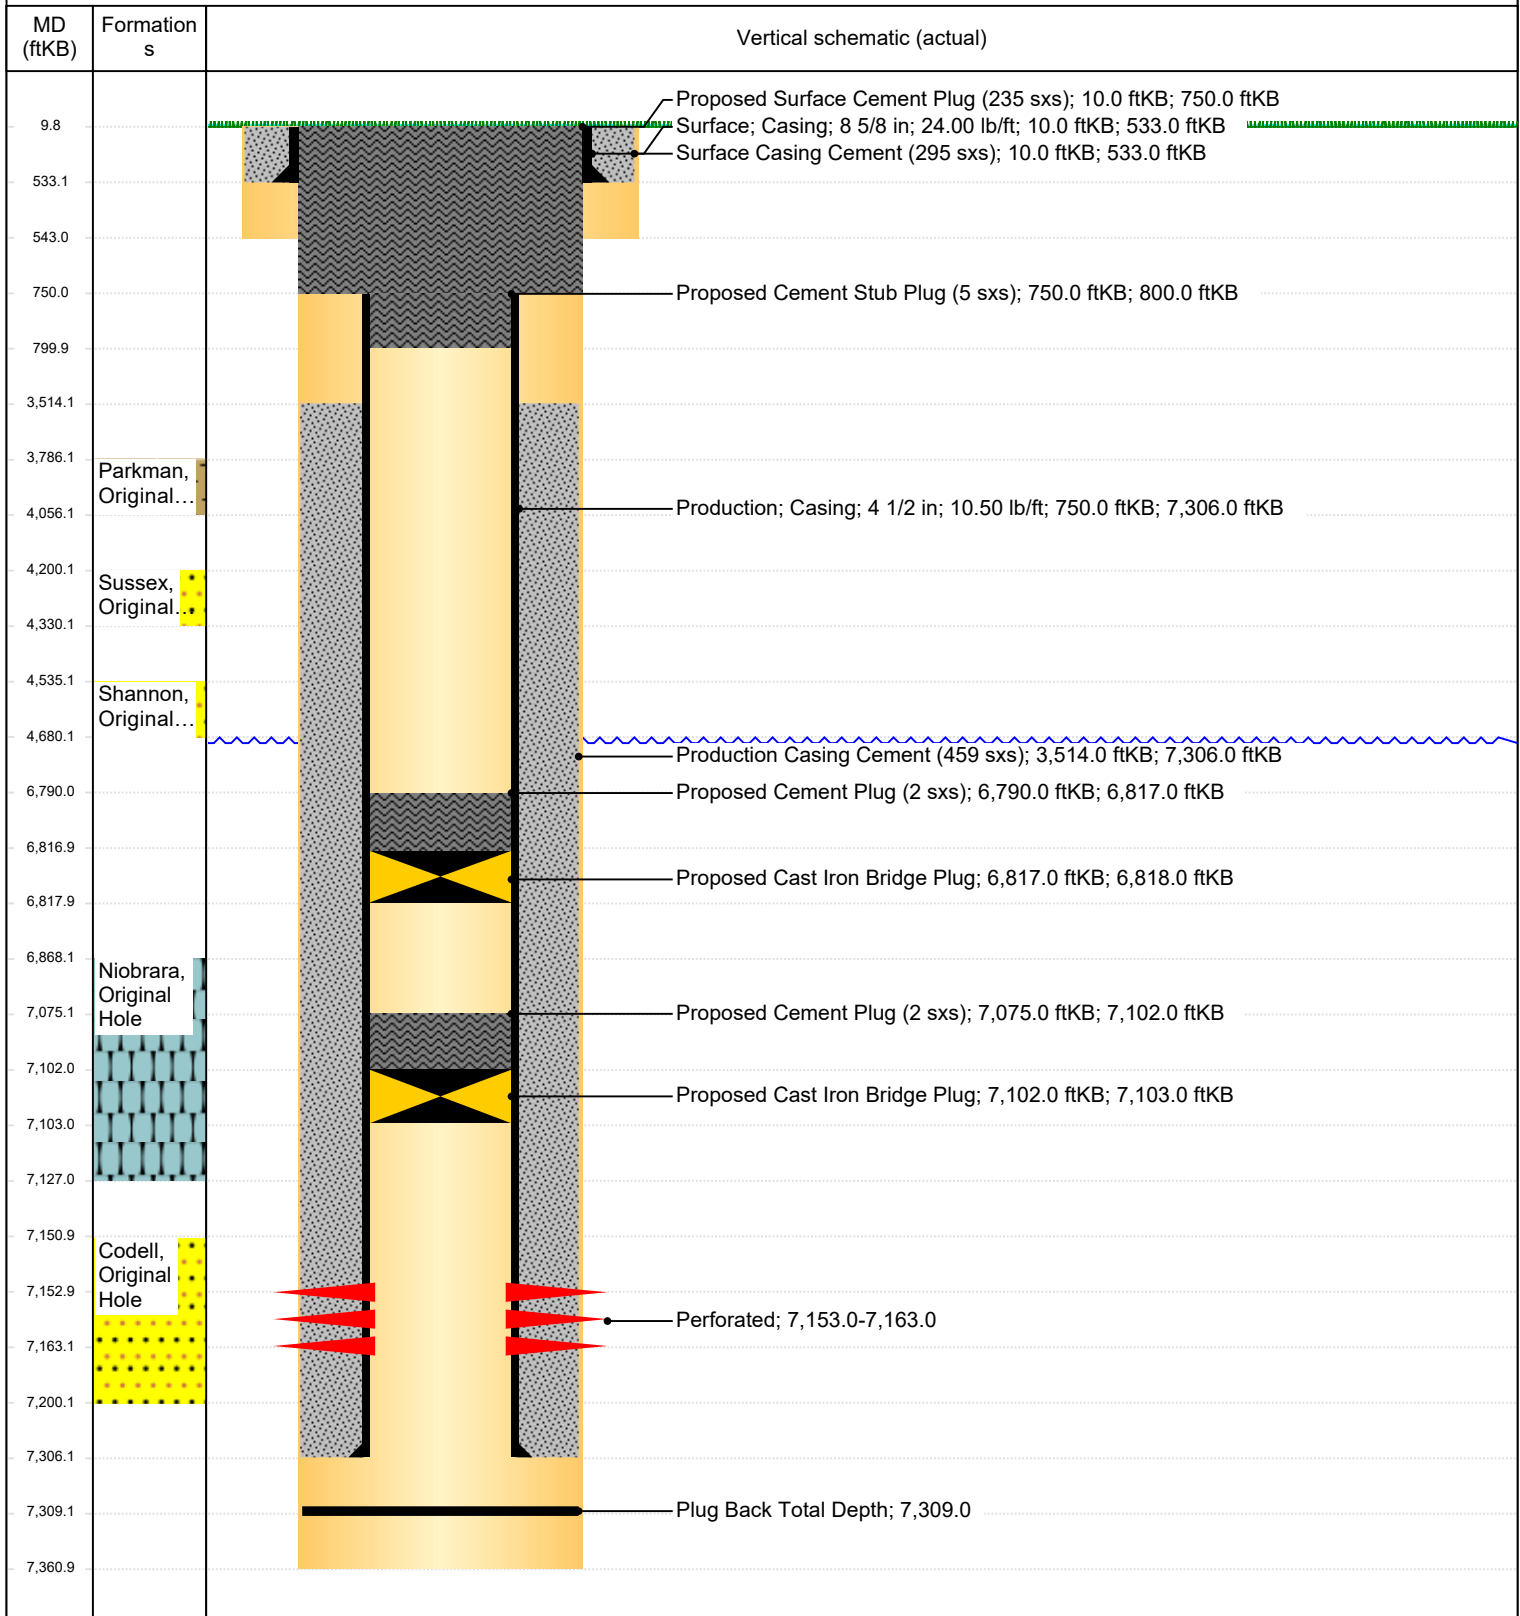 MD
(ftKB)
Formation
s
Vertical schematic (actual)
Proposed Surface Cement Plug (235 sxs); 10.0 ftKB; 750.0 ftKB
9.8
Surface; Casing; 8 5/8 in; 24.00 lb/ft; 10.0 ftKB; 533.0 ftKB
Surface Casing Cement (295 sxs); 10.0 ftKB; 533.0 ftKB
533.1
543.0
750.0
Proposed Cement Stub Plug (5 sxs); 750.0 ftKB; 800.0 ftKB
799.9
3,514.1
3,786.1
Parkman,
Original...
Production; Casing; 4 1/2 in; 10.50 lb/ft; 750.0 ftKB; 7,306.0 ftKB
4,056.1
4,200.1
Sussex,
Original...
4,330.1
4,535.1
Shannon,
Original...
4,680.1
Production Casing Cement (459 sxs); 3,514.0 ftKB; 7,306.0 ftKB
6,790.0
Proposed Cement Plug (2 sxs); 6,790.0 ftKB; 6,817.0 ftKB
6,816.9
Proposed Cast Iron Bridge Plug; 6,817.0 ftKB; 6,818.0 ftKB
6,817.9
6,868.1
Niobrara,
Original
Hole
7,075.1
Proposed Cement Plug (2 sxs); 7,075.0 ftKB; 7,102.0 ftKB
7,102.0
Proposed Cast Iron Bridge Plug; 7,102.0 ftKB; 7,103.0 ftKB
7,103.0
7,127.0
7,150.9
Codell,
Original
Hole
7,152.9
Perforated; 7,153.0-7,163.0
7,163.1
7,200.1
7,306.1
7,309.1
Plug Back Total Depth; 7,309.0
7,360.9